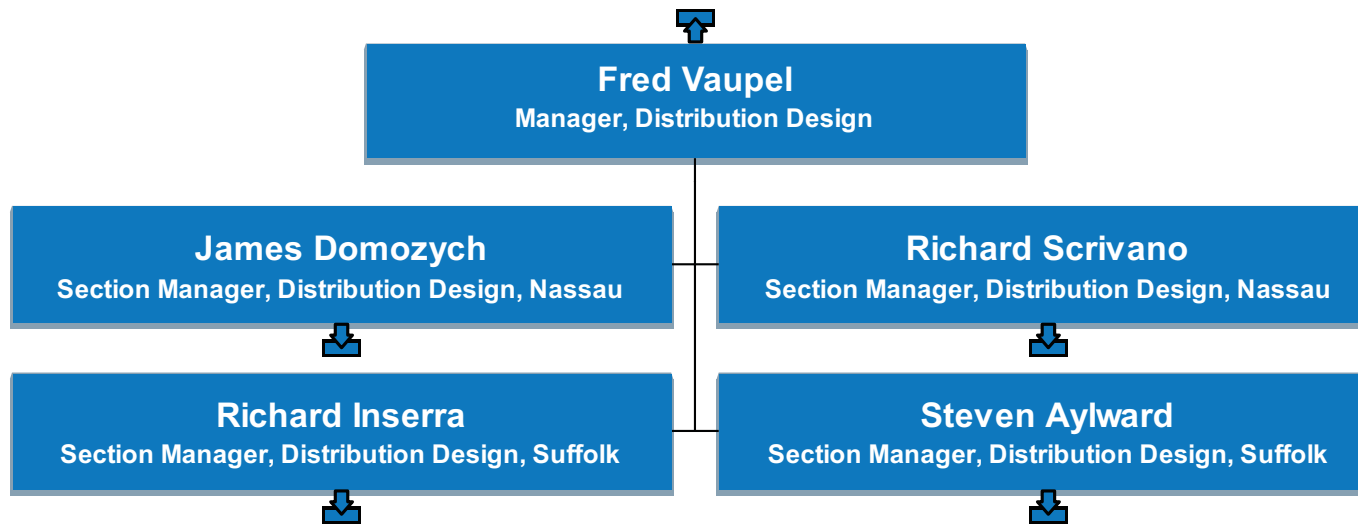 Fred Vaupel
Manager, Distribution Design
James Domozych
Section Manager, Distribution Design, Nassau
Richard Scrivano
Section Manager, Distribution Design, Nassau
Richard Inserra
Section Manager, Distribution Design, Suffolk
Steven Aylward
Section Manager, Distribution Design, Suffolk